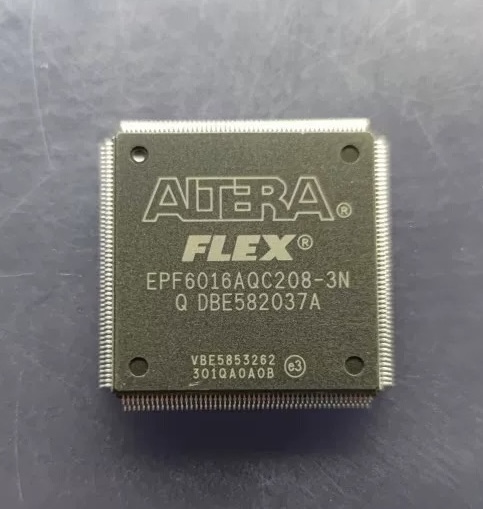 ALTERA®
FLEX®
EPF6016AQC208-3N
Q DBE582037A
VBE5853262
301QA0A0B e3